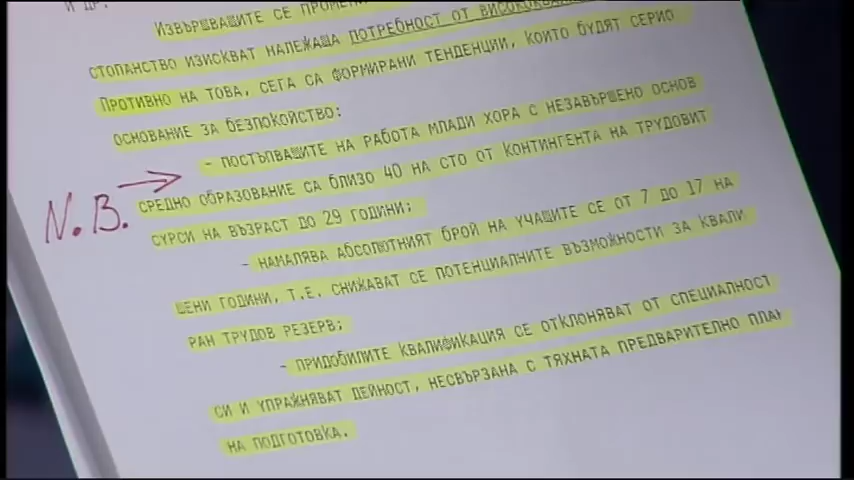 И ДР.
ИЗВЪРШВАЩИТЕ СЕ
СТОПАНСТВО ИЗИСКВАТ НАЛЕЖАЩА ПОТРЕБНОСТ ОТ
ПРОТИВНО НА ТОВА, СЕГА СА ФОРМИРАНИ ТЕНДЕНЦИИ, КОИТО БУДЯТ СЕРИО
ОСНОВАНИЕ ЗА БЕЗПОКОЙСТВО:
- ПОСТЪПВАЩИТЕ НА РАБОТА МЛАДИ ХОРА С НЕЗАВЪРШЕНО ОСНОВ
N.B. → СРЕДНО ОБРАЗОВАНИЕ СА БЛИЗО 40 НА СТО ОТ КОНТИНГЕНТА НА ТРУДОВИТ
СУРСИ НА ВЪЗРАСТ ДО 29 ГОДИНИ;
- НАМАЛЯВА АБСОЛЮТНИЯТ БРОЙ НА УЧАЩИТЕ СЕ ОТ 7 ДО 17 НА
ШЕНИ ГОДИНИ, Т.Е. СНИЖАВАТ СЕ ПОТЕНЦИАЛНИТЕ ВЪЗМОЖНОСТИ ЗА КВАЛИ
РАН ТРУДОВ РЕЗЕРВ;
- ПРИДОБИЛИТЕ КВАЛИФИКАЦИЯ СЕ ОТКЛОНЯВАТ ОТ СПЕЦИАЛНОСТ
СИ И УПРАЖНЯВАТ ДЕЙНОСТ, НЕСВЪРЗАНА С ТЯХНАТА ПРЕДВАРИТЕЛНО ПЛАН
НА ПОДГОТОВКА.